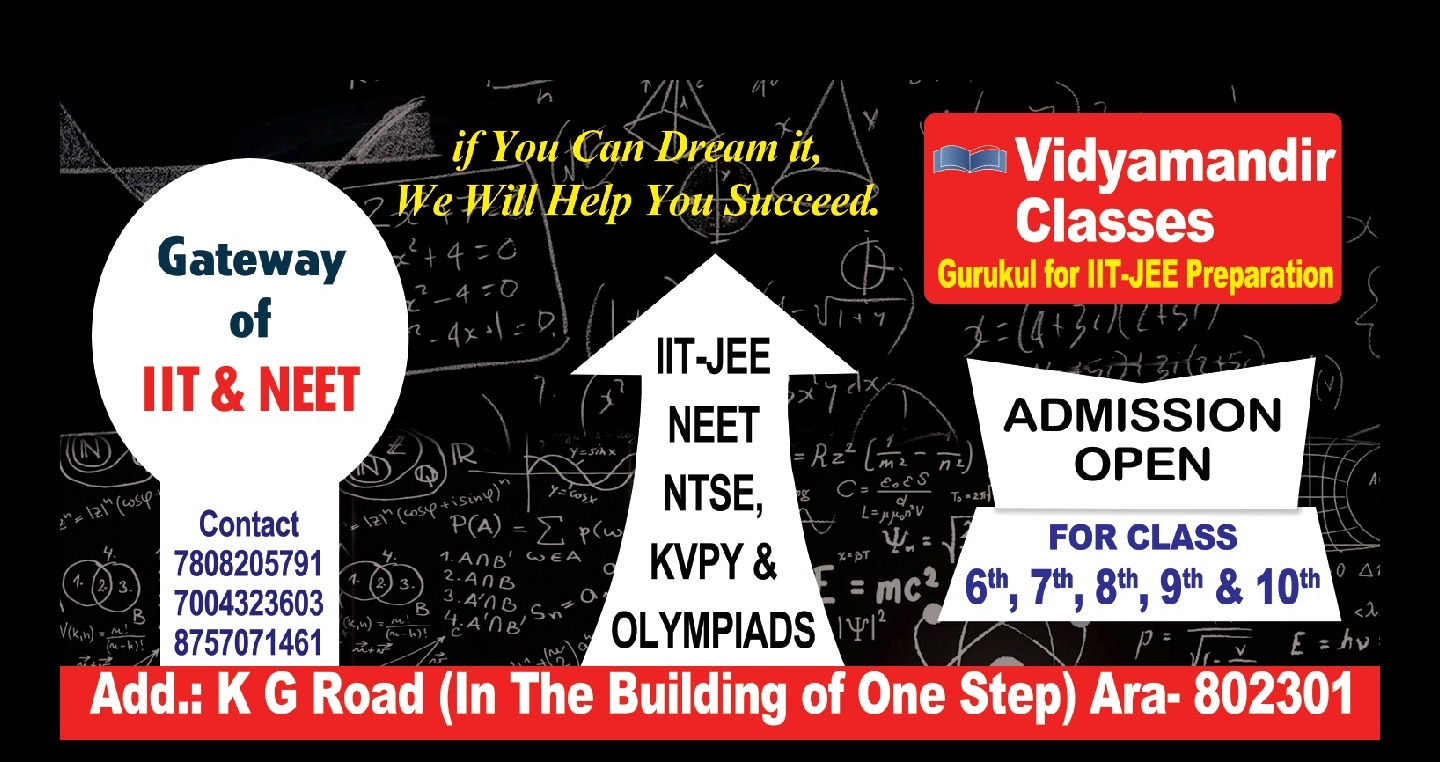 if You Can Dream it,
We Will Help You Succeed.
Vidyamandir
Classes
Gurukul for IIT-JEE Preparation
Gateway
of
IIT & NEET
IIT-JEE
NEET
NTSE,
KVPY &
OLYMPIADS
ADMISSION
OPEN
FOR CLASS
6th, 7th, 8th, 9th & 10th
Contact
7808205791
7004323603
8757071461
E = mc²
Add.: K G Road (In The Building of One Step) Ara- 802301